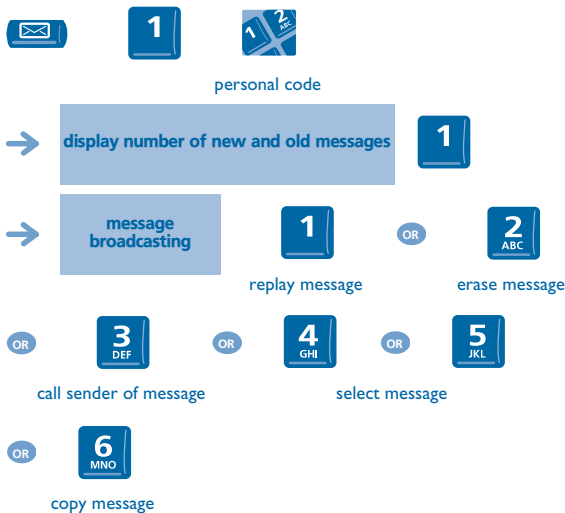 1
1 2 ABC
personal code
display number of new and old messages
1
message
broadcasting
1
OR
2
ABC
replay message
erase message
OR
3
DEF
OR
4
GHI
OR
5
JKL
call sender of message
select message
OR
6
MNO
copy message